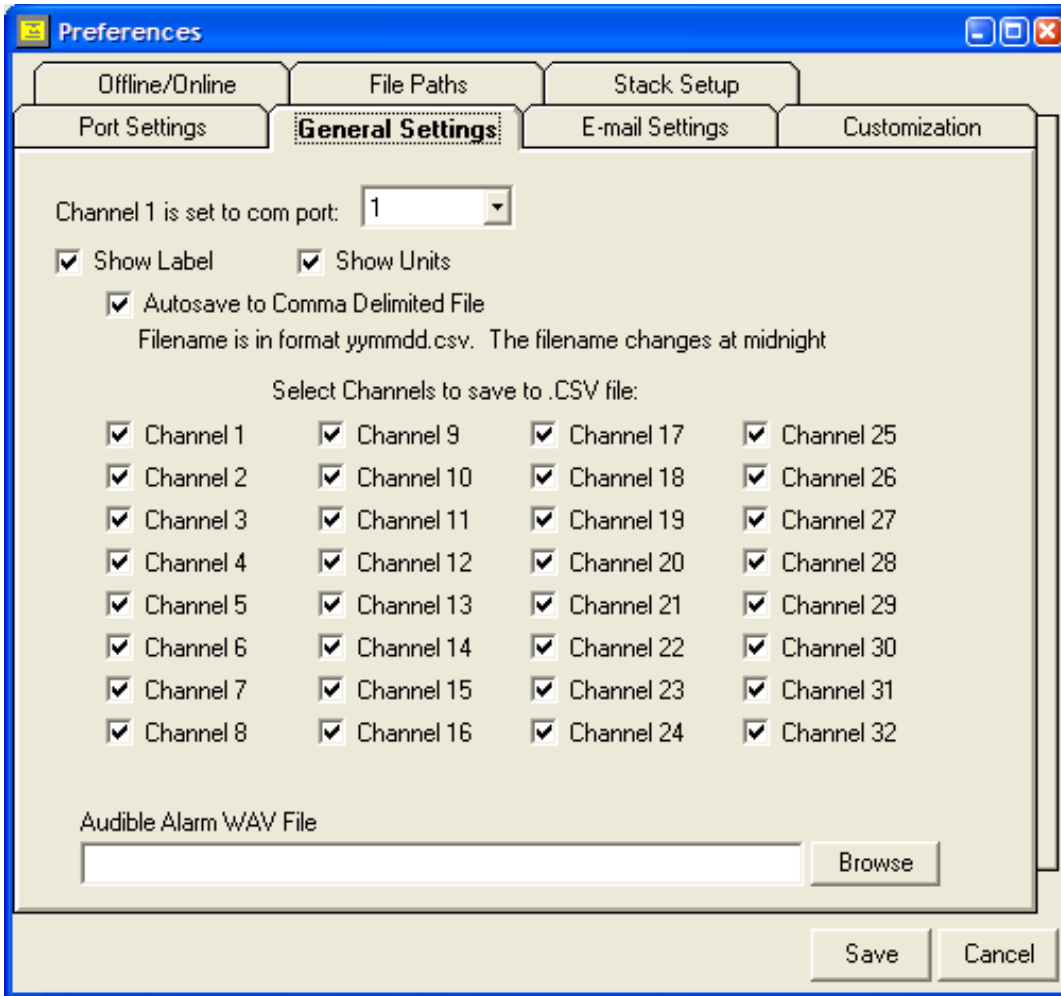 Preferences
Offline/Online File Paths Stack Setup
Port Settings General Settings E-mail Settings Customization
Channel 1 is set to com port: 1
Show Label Show Units
Autosave to Comma Delimited File
Filename is in format yymmdd.csv. The filename changes at midnight
Select Channels to save to .CSV file:
Channel 1 Channel 9 Channel 17 Channel 25
Channel 2 Channel 10 Channel 18 Channel 26
Channel 3 Channel 11 Channel 19 Channel 27
Channel 4 Channel 12 Channel 20 Channel 28
Channel 5 Channel 13 Channel 21 Channel 29
Channel 6 Channel 14 Channel 22 Channel 30
Channel 7 Channel 15 Channel 23 Channel 31
Channel 8 Channel 16 Channel 24 Channel 32
Audible Alarm WAV File
Browse
Save Cancel